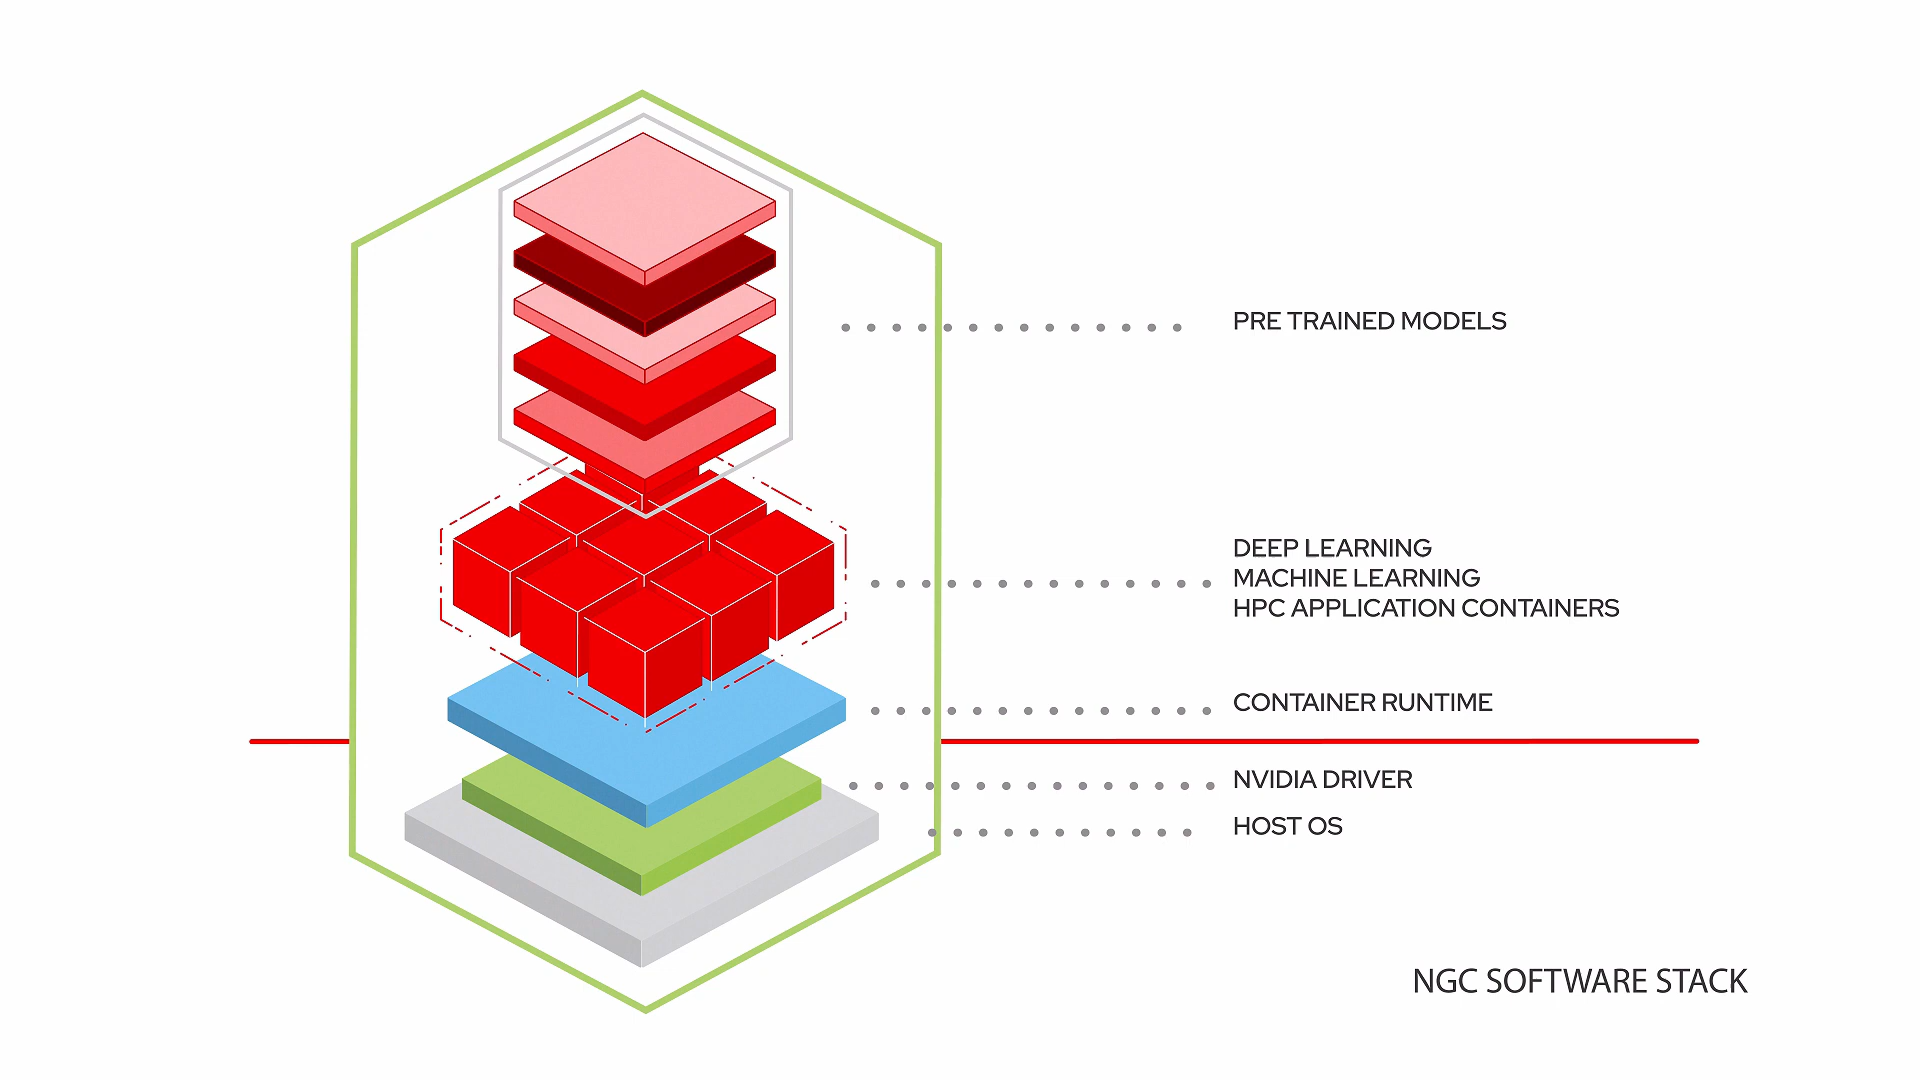 PRE TRAINED MODELS
DEEP LEARNING
MACHINE LEARNING
HPC APPLICATION CONTAINERS
CONTAINER RUNTIME
NVIDIA DRIVER
HOST OS
NGC SOFTWARE STACK